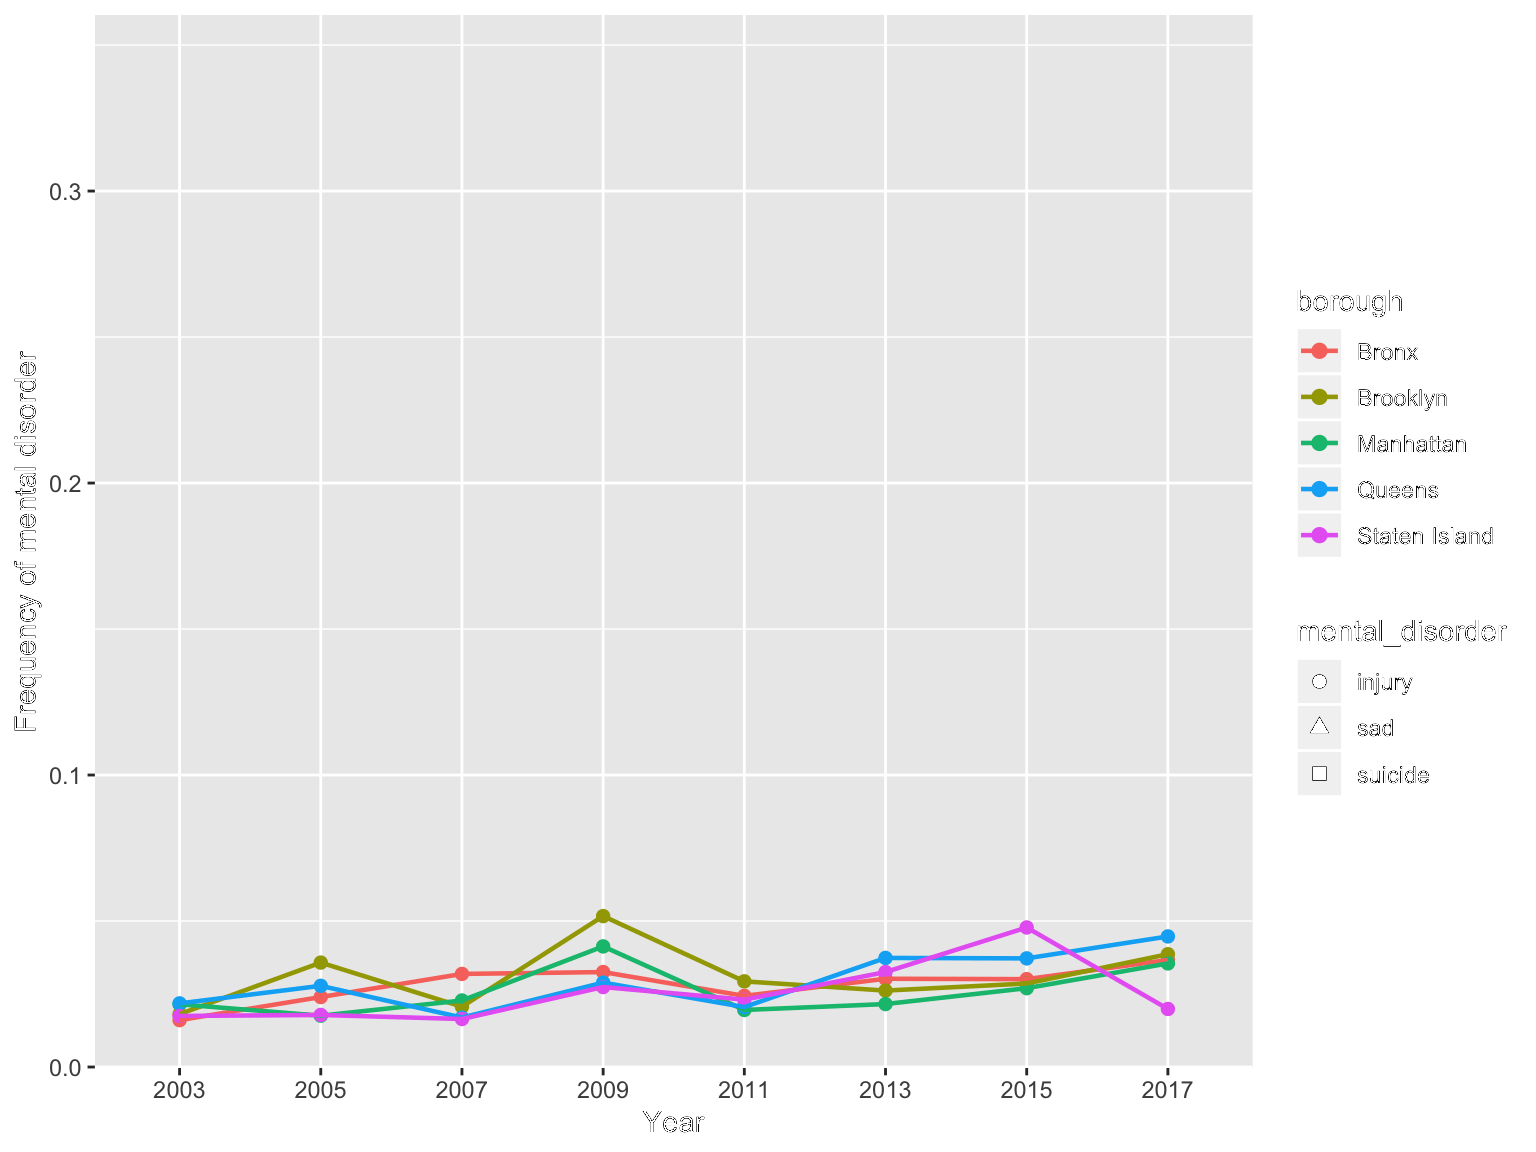 0.3
0.2
0.1
0.0
Frequency of mental disorder
2003 2005 2007 2009 2011 2013 2015 2017
Year
borough
Bronx
Brooklyn
Manhattan
Queens
Staten Island
mental_disorder
injury
sad
suicide